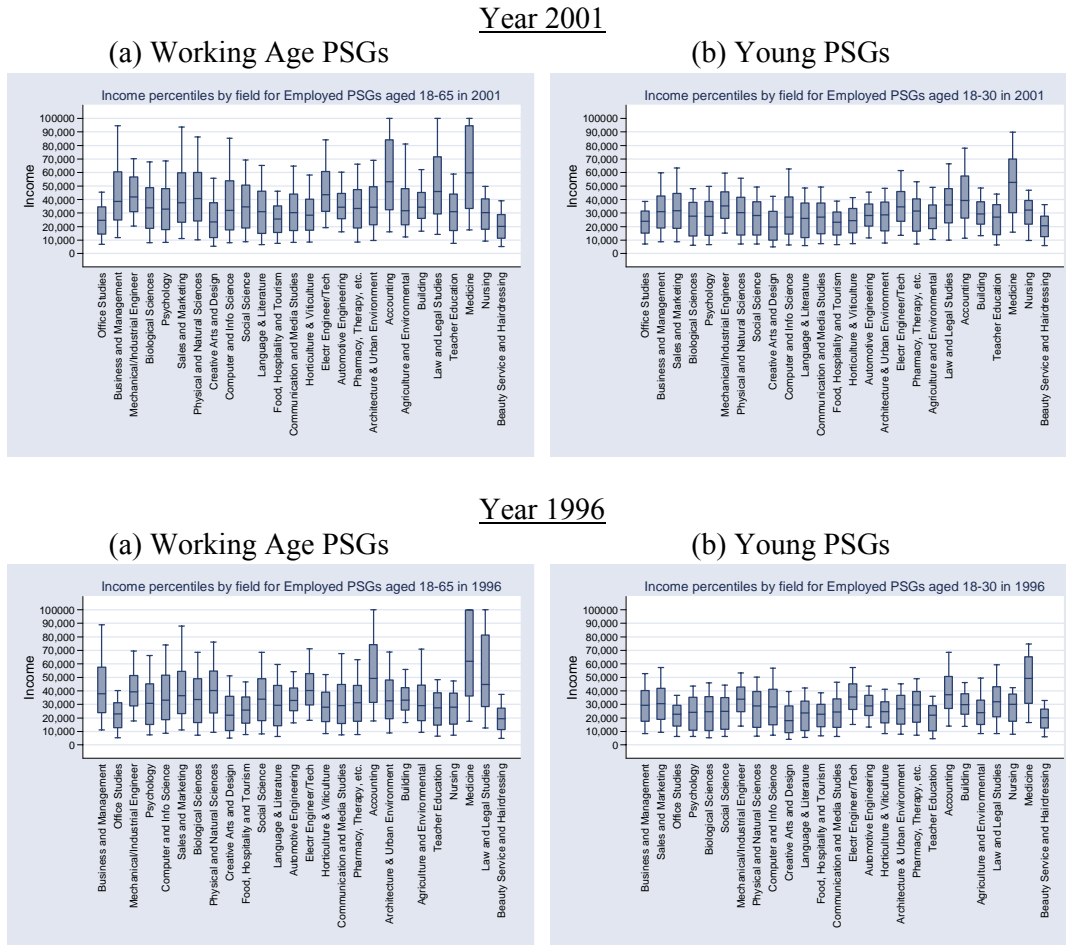 Year 2001
(a) Working Age PSGs
(b) Young PSGs
Income percentiles by field for Employed PSGs aged 18-65 in 2001
Income
100000
90,000
80,000
70,000
60,000
50,000
40,000
30,000
20,000
10,000
0
Office Studies
Business and Management
Mechanical/Industrial Engineer
Biological Sciences
Psychology
Sales and Marketing
Physical and Natural Sciences
Creative Arts and Design
Computer and Info Science
Social Science
Language & Literature
Food, Hospitality and Tourism
Communication and Media Studies
Horticulture & Viticulture
Electr Engineer/Tech
Automotive Engineering
Pharmacy, Therapy, etc.
Architecture & Urban Environment
Agriculture and Environmental
Building
Law and Legal Studies
Teacher Education
Accounting
Medicine
Nursing
Beauty Service and Hairdressing
Income percentiles by field for Employed PSGs aged 18-30 in 2001
Income
100000
90,000
80,000
70,000
60,000
50,000
40,000
30,000
20,000
10,000
0
Office Studies
Business and Management
Sales and Marketing
Biological Sciences
Psychology
Mechanical/Industrial Engineer
Physical and Natural Sciences
Social Science
Creative Arts and Design
Computer and Info Science
Language & Literature
Communication and Media Studies
Food, Hospitality and Tourism
Horticulture & Viticulture
Automotive Engineering
Architecture & Urban Environment
Electr Engineer/Tech
Pharmacy, Therapy, etc.
Agriculture and Environmental
Law and Legal Studies
Accounting
Building
Teacher Education
Medicine
Nursing
Beauty Service and Hairdressing
Year 1996
(a) Working Age PSGs
(b) Young PSGs
Income percentiles by field for Employed PSGs aged 18-65 in 1996
Income
100000
90,000
80,000
70,000
60,000
50,000
40,000
30,000
20,000
10,000
0
Business and Management
Office Studies
Mechanical/Industrial Engineer
Psychology
Computer and Info Science
Sales and Marketing
Biological Sciences
Physical and Natural Sciences
Creative Arts and Design
Food, Hospitality and Tourism
Social Science
Language & Literature
Automotive Engineering
Electr Engineer/Tech
Horticulture & Viticulture
Communication and Media Studies
Pharmacy, Therapy, etc.
Accounting
Architecture & Urban Environment
Building
Agriculture and Environmental
Teacher Education
Nursing
Medicine
Law and Legal Studies
Beauty Service and Hairdressing
Income percentiles by field for Employed PSGs aged 18-30 in 1996
Income
100000
90,000
80,000
70,000
60,000
50,000
40,000
30,000
20,000
10,000
0
Business and Management
Sales and Marketing
Office Studies
Psychology
Biological Sciences
Social Science
Mechanical/Industrial Engineer
Physical and Natural Sciences
Computer and Info Science
Creative Arts and Design
Language & Literature
Food, Hospitality and Tourism
Communication and Media Studies
Electr Engineer/Tech
Automotive Engineering
Horticulture & Viticulture
Architecture & Urban Environment
Pharmacy, Therapy, etc.
Teacher Education
Accounting
Building
Agriculture and Environmental
Law and Legal Studies
Nursing
Medicine
Beauty Service and Hairdressing